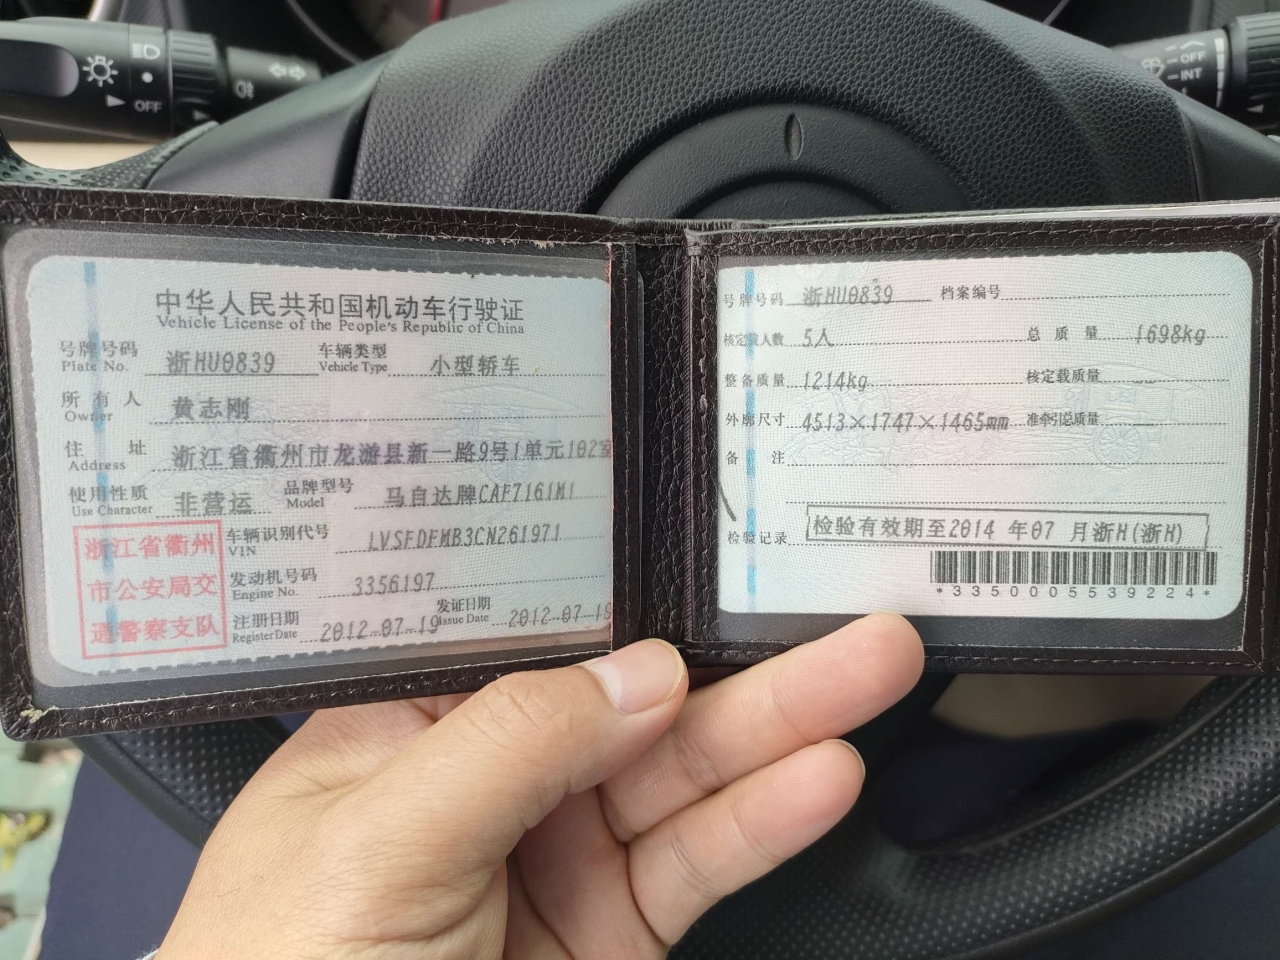 OFF
OFF
INT
中华人民共和国机动车行驶证
Vehicle License of the People's Republic of China
号牌号码 浙HU0839 车辆类型 小型轿车
Plate No. Vehicle Type
所有人 黄志刚
Owner
住址 浙江省衢州市龙游县新一路9号1单元102室
Address
使用性质 非营运 品牌型号 马自达牌CAF7161M1
Use Character Model
浙江省衢州
市公安局交
通警察支队
车辆识别代号 LVSFDFMB3CN261971
VIN
发动机号码 3356197
Engine No.
注册日期 2012-07-19 发证日期 2012-07-19
Register Date Issue Date
号牌号码 浙HU0839 档案编号
核定载人数 5人 总质量 1698kg
整备质量 1214kg 核定载质量 --
外廓尺寸 4513×1747×1465mm 准牵引总质量 --
备注
检验记录 检验有效期至2014 年07 月浙H(浙H)
*3350005539224*